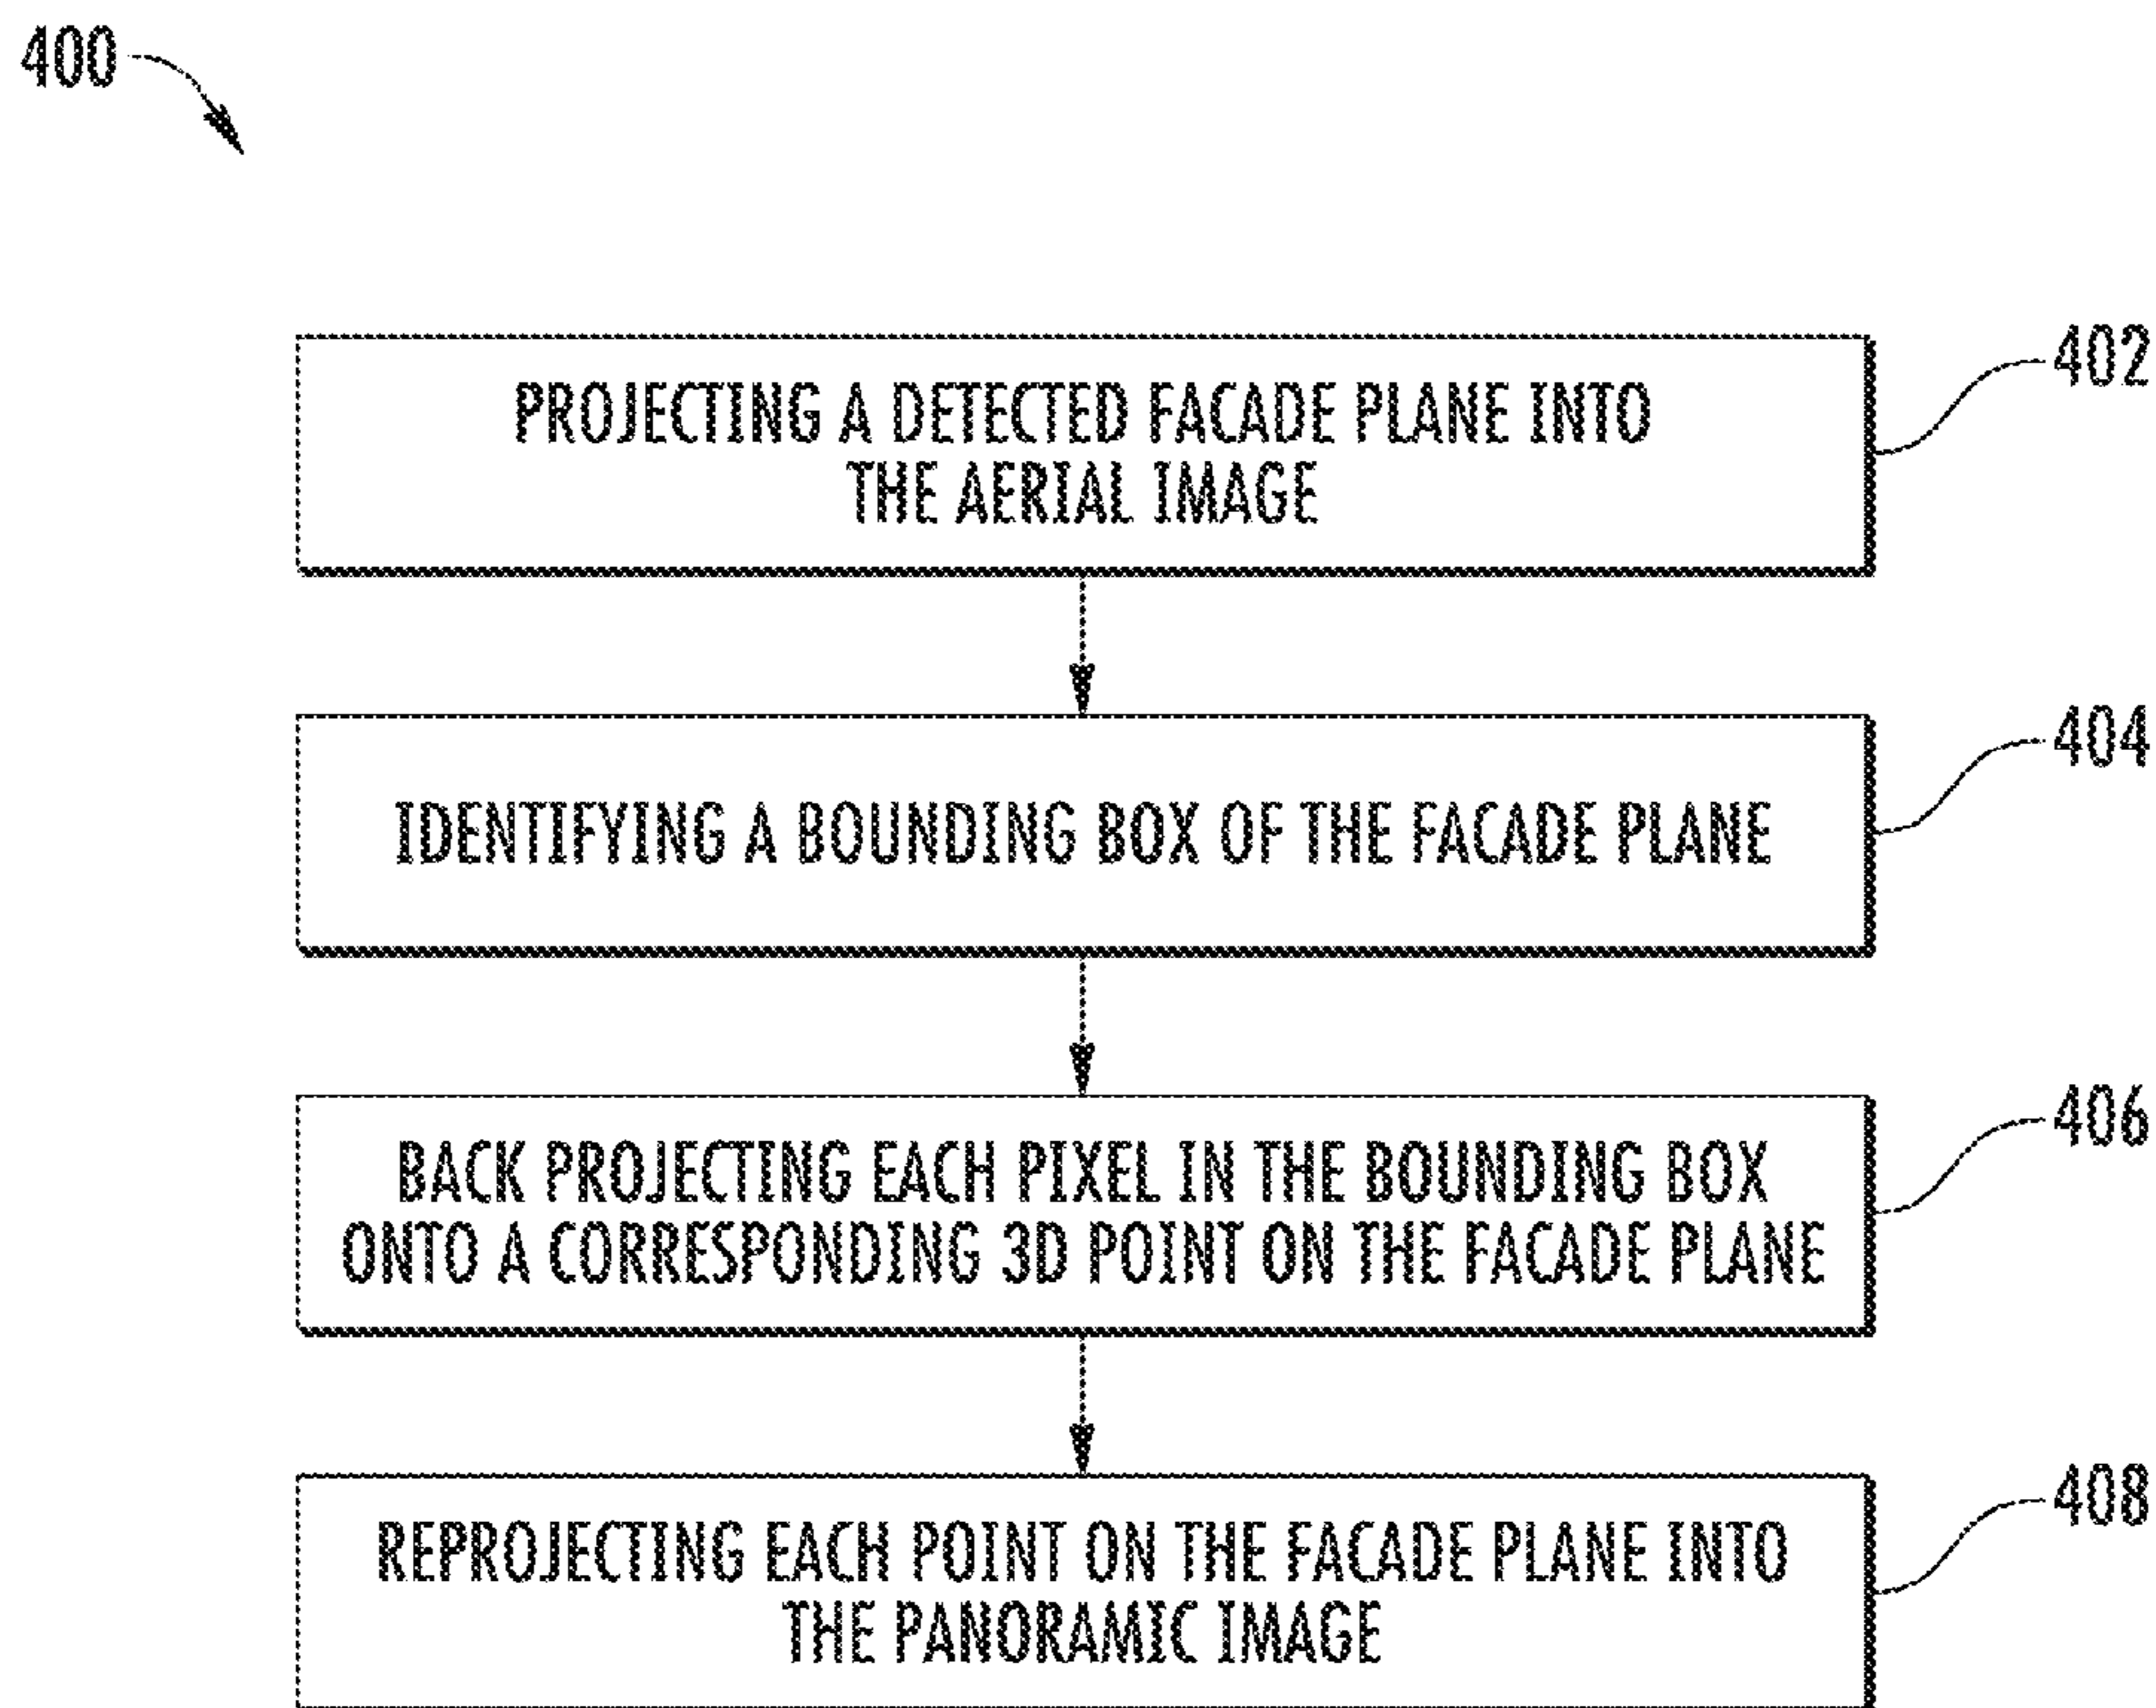 400
PROJECTING A DETECTED FACADE PLANE INTO
THE AERIAL IMAGE
402
IDENTIFYING A BOUNDING BOX OF THE FACADE PLANE
404
BACK PROJECTING EACH PIXEL IN THE BOUNDING BOX
ONTO A CORRESPONDING 3D POINT ON THE FACADE PLANE
406
REPROJECTING EACH POINT ON THE FACADE PLANE INTO
THE PANORAMIC IMAGE
408